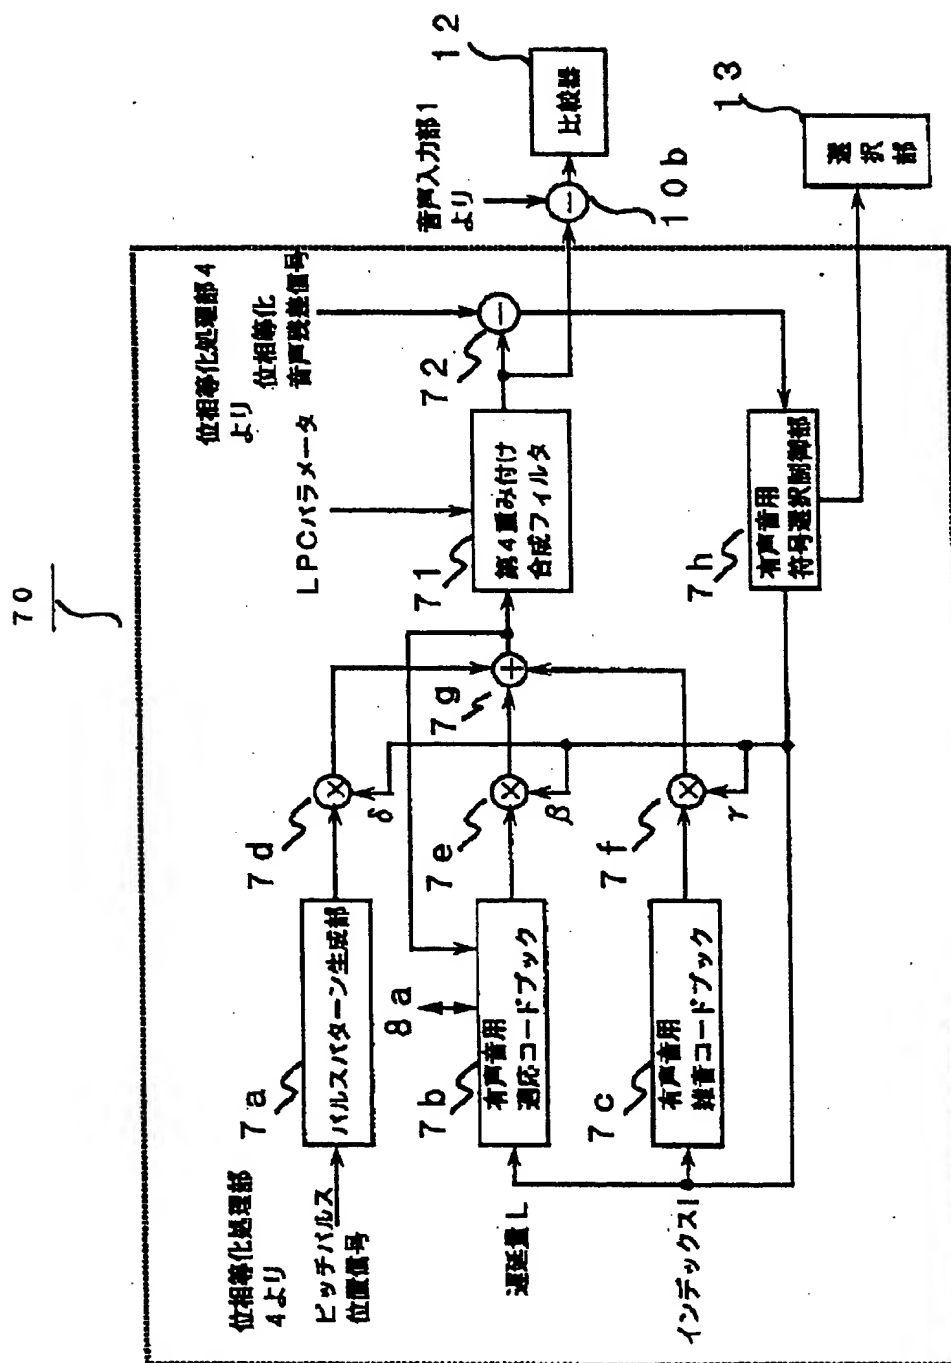 70
位相等化処理部
4より
ピッチパルス
位置信号
7a
パルスパターン生成部
7d
δ
遅延量L
7b
8a
有声音用
適応コードブック
7e
β
7g
インデックスI
7c
有声音用
雑音コードブック
7f
γ
LPCパラメータ
71
第4重み付け
合成フィルタ
位相等化処理部4
より
位相等化
音声残差信号
72
7h
有声音用
符号選択制御部
音声入力部1
より
10b
12
比較器
13
選択
部